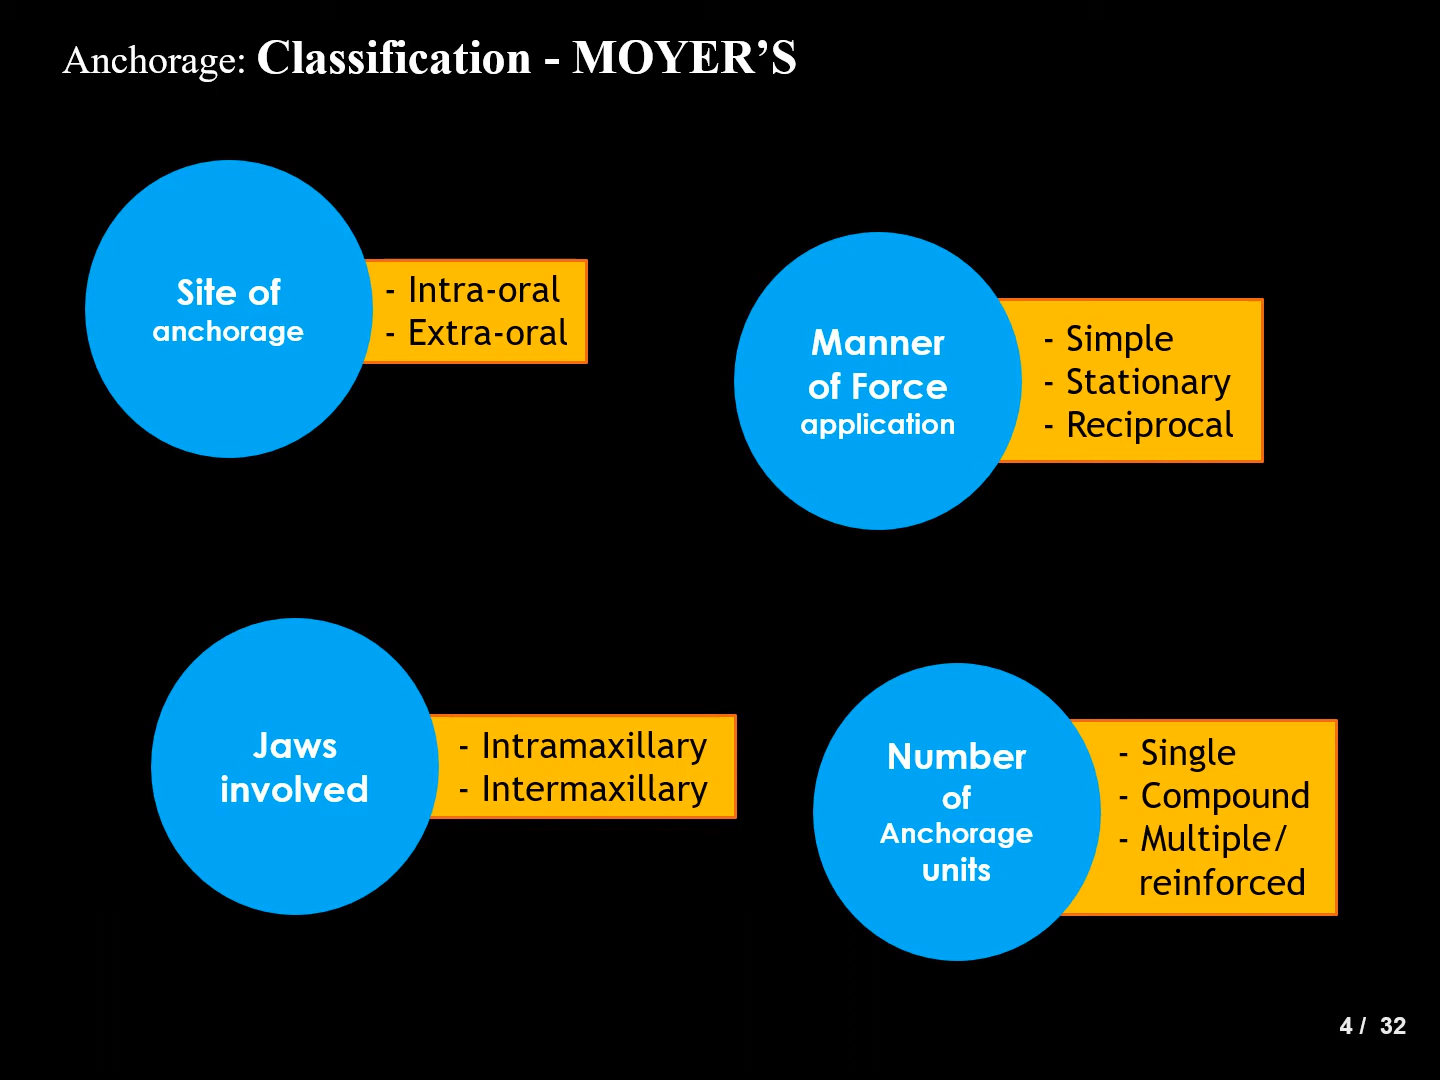 Anchorage: Classification - MOYER’S
Site of
anchorage
- Intra-oral
- Extra-oral
Manner
of Force
application
- Simple
- Stationary
- Reciprocal
Jaws
involved
- Intramaxillary
- Intermaxillary
Number
of
Anchorage
units
- Single
- Compound
- Multiple/
reinforced
4 / 32